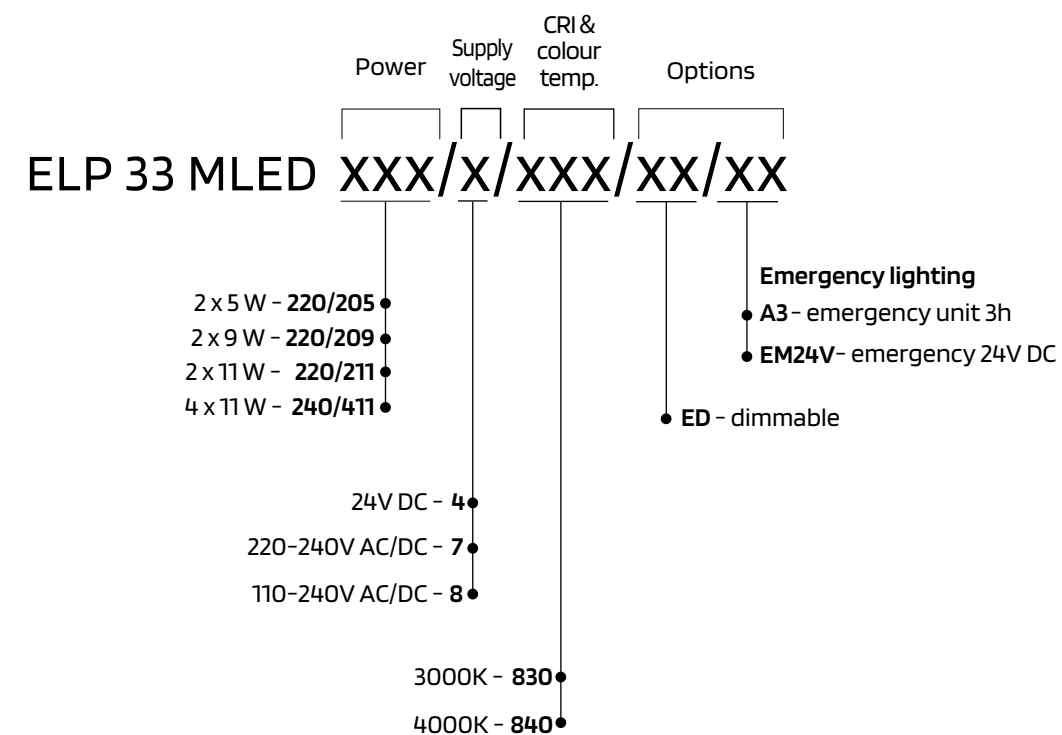 Power
Supply
voltage
CRI &
colour
temp.
Options
ELP 33 MLED xxx/x/xxx/xx/xx
2 x 5 W - 220/205
2 x 9 W - 220/209
2 x 11 W - 220/211
4 x 11 W - 240/411
Emergency lighting
A3 - emergency unit 3h
EM24V - emergency 24V DC
ED - dimmable
24V DC - 4
220-240V AC/DC - 7
110-240V AC/DC - 8
3000K - 830
4000K - 840